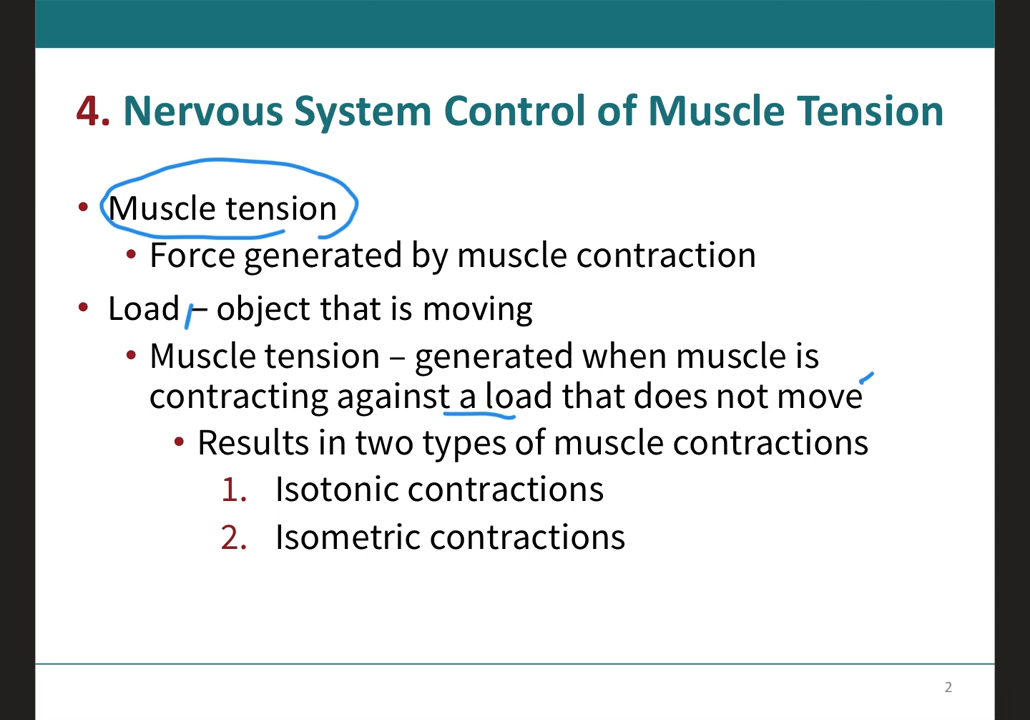 4. Nervous System Control of Muscle Tension
• Muscle tension
• Force generated by muscle contraction
• Load – object that is moving
• Muscle tension – generated when muscle is
contracting against a load that does not move
• Results in two types of muscle contractions
1. Isotonic contractions
2. Isometric contractions
2